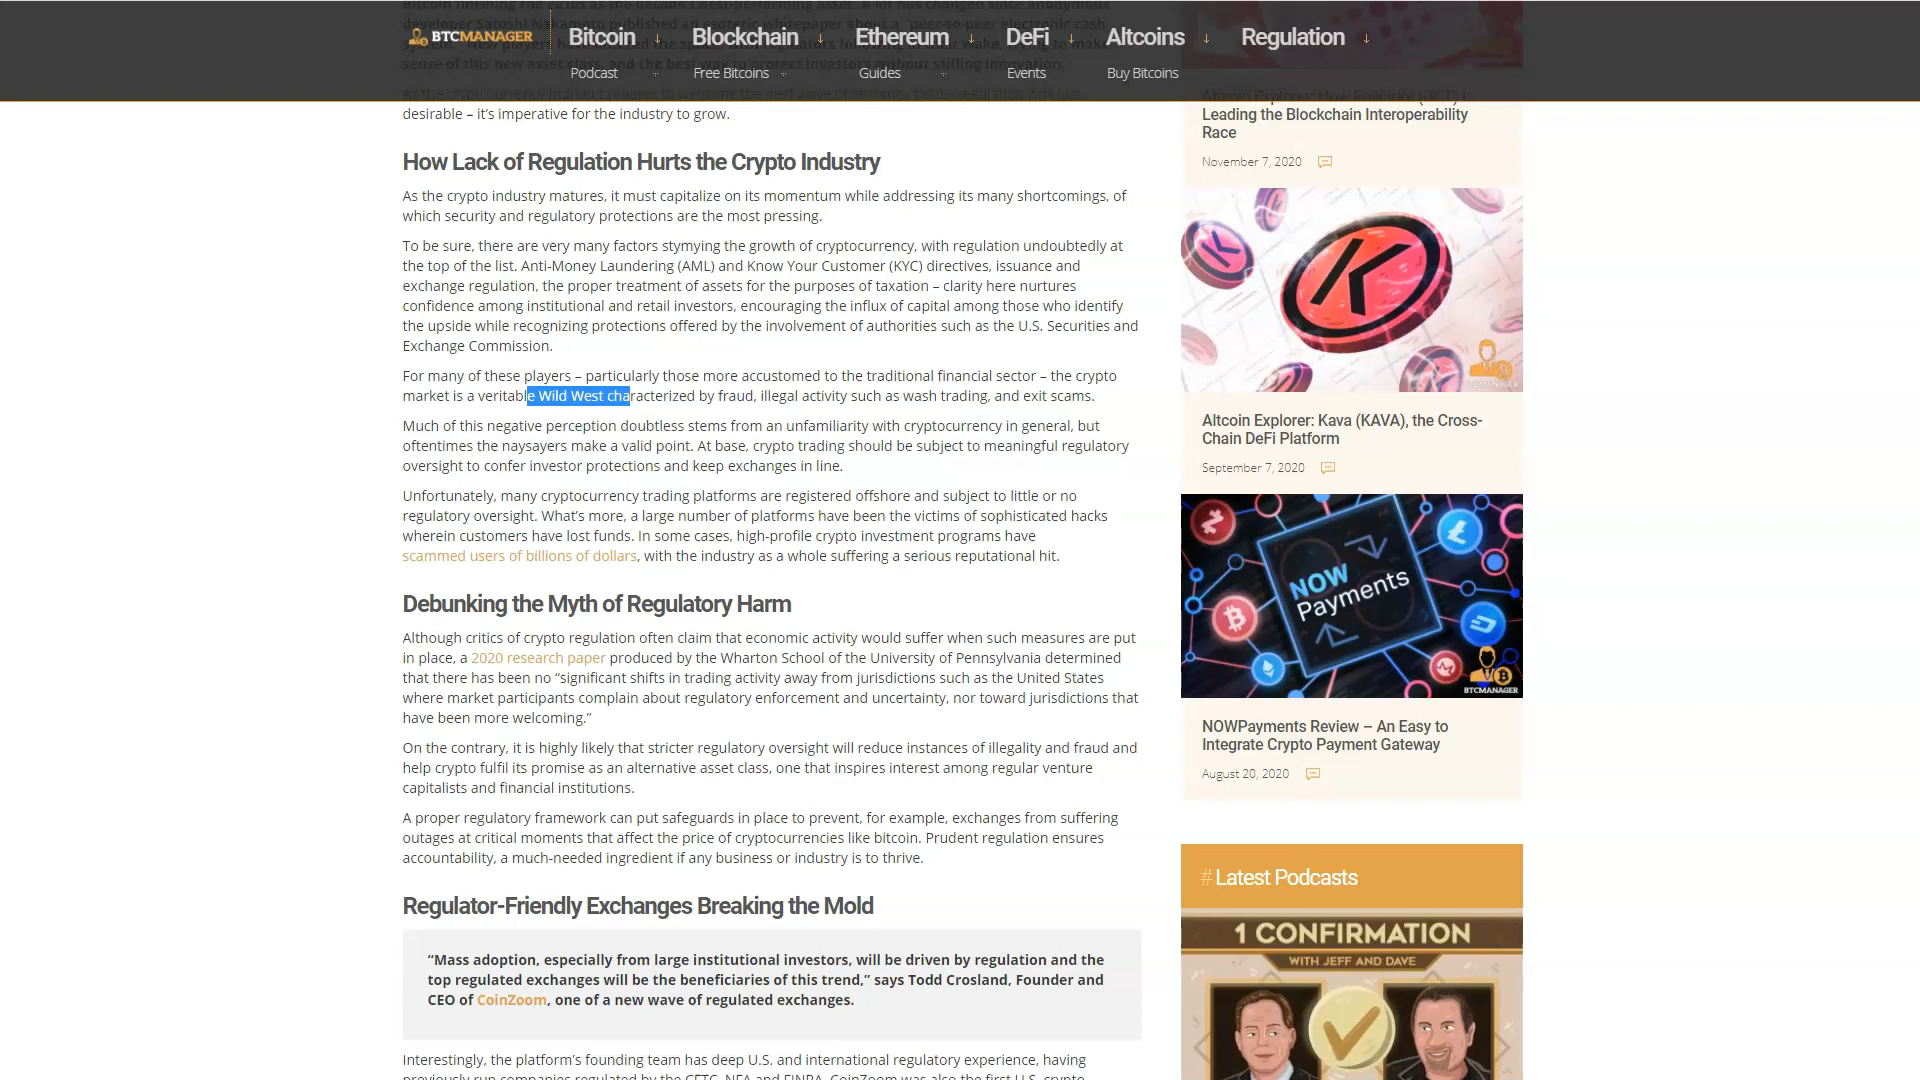 BTCMANAGER
Bitcoin
Blockchain
Ethereum
DeFi
Altcoins
Regulation
Podcast
Free Bitcoins
Guides
Events
Buy Bitcoins
desirable – it’s imperative for the industry to grow.
How Lack of Regulation Hurts the Crypto Industry
As the crypto industry matures, it must capitalize on its momentum while addressing its many shortcomings, of
which security and regulatory protections are the most pressing.
To be sure, there are very many factors stymying the growth of cryptocurrency, with regulation undoubtedly at
the top of the list. Anti-Money Laundering (AML) and Know Your Customer (KYC) directives, issuance and
exchange regulation, the proper treatment of assets for the purposes of taxation – clarity here nurtures
confidence among institutional and retail investors, encouraging the influx of capital among those who identify
the upside while recognizing protections offered by the involvement of authorities such as the U.S. Securities and
Exchange Commission.
For many of these players – particularly those more accustomed to the traditional financial sector – the crypto
market is a veritable Wild West characterized by fraud, illegal activity such as wash trading, and exit scams.
Much of this negative perception doubtless stems from an unfamiliarity with cryptocurrency in general, but
oftentimes the naysayers make a valid point. At base, crypto trading should be subject to meaningful regulatory
oversight to confer investor protections and keep exchanges in line.
Unfortunately, many cryptocurrency trading platforms are registered offshore and subject to little or no
regulatory oversight. What’s more, a large number of platforms have been the victims of sophisticated hacks
wherein customers have lost funds. In some cases, high-profile crypto investment programs have
scammed users of billions of dollars, with the industry as a whole suffering a serious reputational hit.
Debunking the Myth of Regulatory Harm
Although critics of crypto regulation often claim that economic activity would suffer when such measures are put
in place, a 2020 research paper produced by the Wharton School of the University of Pennsylvania determined
that there has been no “significant shifts in trading activity away from jurisdictions such as the United States
where market participants complain about regulatory enforcement and uncertainty, nor toward jurisdictions that
have been more welcoming.”
On the contrary, it is highly likely that stricter regulatory oversight will reduce instances of illegality and fraud and
help crypto fulfil its promise as an alternative asset class, one that inspires interest among regular venture
capitalists and financial institutions.
A proper regulatory framework can put safeguards in place to prevent, for example, exchanges from suffering
outages at critical moments that affect the price of cryptocurrencies like bitcoin. Prudent regulation ensures
accountability, a much-needed ingredient if any business or industry is to thrive.
Regulator-Friendly Exchanges Breaking the Mold
“Mass adoption, especially from large institutional investors, will be driven by regulation and the
top regulated exchanges will be the beneficiaries of this trend,” says Todd Crosland, Founder and
CEO of CoinZoom, one of a new wave of regulated exchanges.
Interestingly, the platform’s founding team has deep U.S. and international regulatory experience, having
previously run companies regulated by the CFTC, NFA and FINRA. CoinZoom was also the first U.S. crypto
Leading the Blockchain Interoperability
Race
November 7, 2020
BTCMANAGER
Altcoin Explorer: Kava (KAVA), the Cross-
Chain DeFi Platform
September 7, 2020
NOW
Payments
BTCMANAGER
NOWPayments Review – An Easy to
Integrate Crypto Payment Gateway
August 20, 2020
# Latest Podcasts
1 CONFIRMATION
WITH JEFF AND DAVE